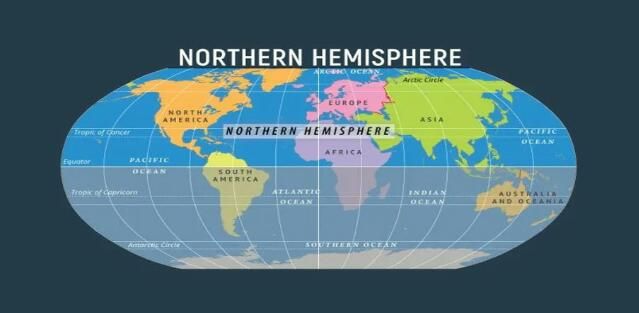 NORTHERN HEMISPHERE
ARCTIC OCEAN
Arctic Circle
NORTH
AMERICA
EUROPE
ASIA
Tropic of Cancer
NORTHERN HEMISPHERE
PACIFIC
OCEAN
AFRICA
Equator
PACIFIC
OCEAN
SOUTH
AMERICA
Tropic of Capricorn
ATLANTIC
OCEAN
INDIAN
OCEAN
AUSTRALIA
AND OCEANIA
Antarctic Circle
SOUTHERN OCEAN